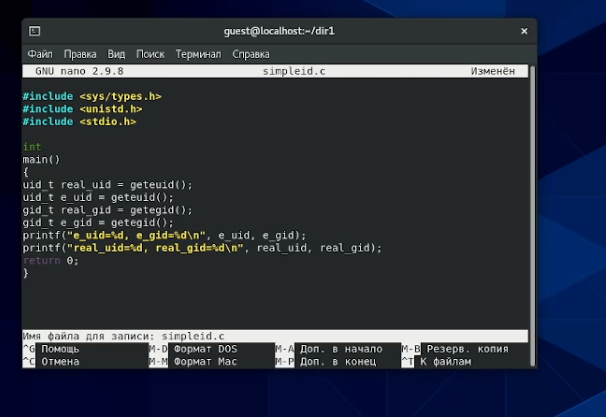 guest@localhost:~/dir1
×
Файл Правка Вид Поиск Терминал Справка
GNU nano 2.9.8 simpleid.c Изменён
#include <sys/types.h>
#include <unistd.h>
#include <stdio.h>
int
main()
{
uid_t real_uid = geteuid();
uid_t e_uid = geteuid();
gid_t real_gid = getegid();
gid_t e_gid = getegid();
printf("e_uid=%d, e_gid=%d\n", e_uid, e_gid);
printf("real_uid=%d, real_gid=%d\n", real_uid, real_gid);
return 0;
}
Имя файла для записи: simpleid.c
^G Помощь M-D Формат DOS M-A Доп. в начало M-B Резерв. копия
^C Отмена M-M Формат Mac M-P Доп. в конец ^T К файлам